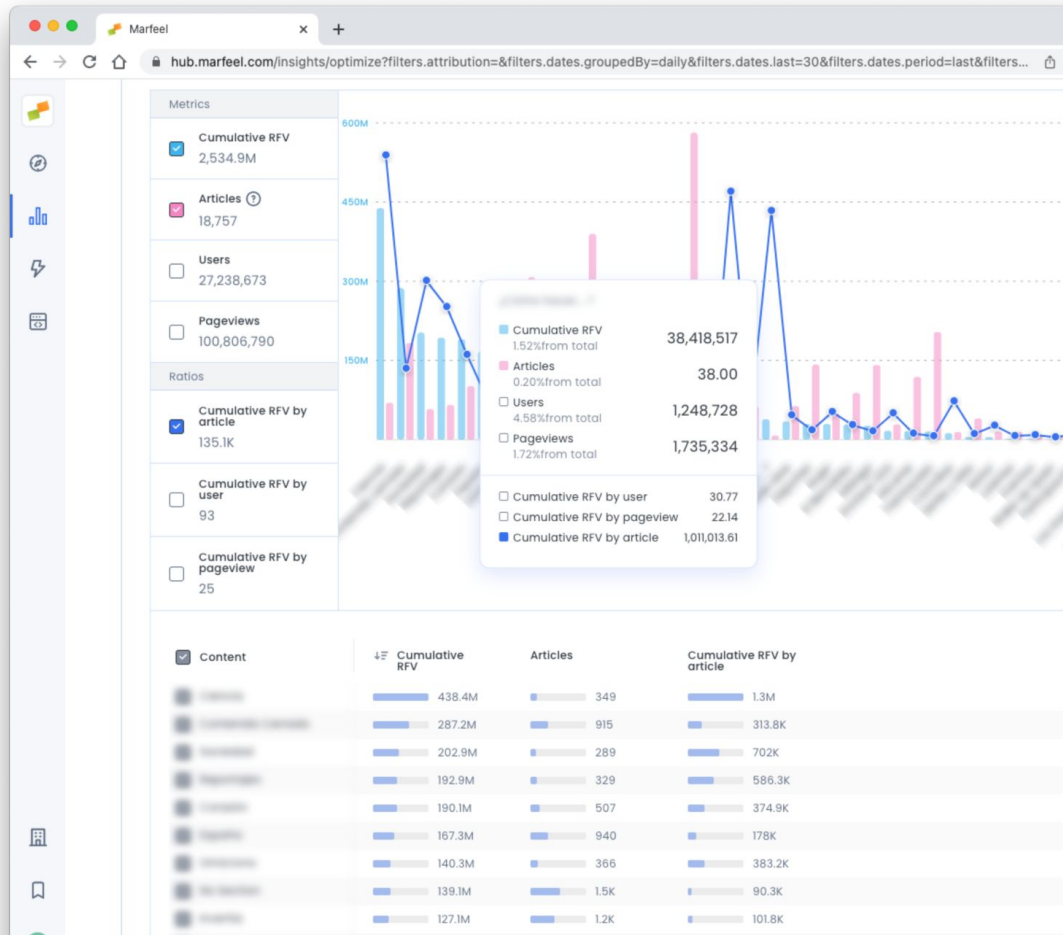 Marfeel
hub.marfeel.com/insights/optimize?filters.attribution=&filters.dates.groupedBy=daily&filters.dates.last=30&filters.dates.period=last&filters...
Metrics
Cumulative RFV
2,534.9M
Articles ?
18,757
Users
27,238,673
Pageviews
100,806,790
Ratios
Cumulative RFV by
article
135.1K
Cumulative RFV by
user
93
Cumulative RFV by
pageview
25
600M
450M
300M
150M
Cumulative RFV 38,418,517
1.52%from total
Articles 38.00
0.20%from total
Users 1,248,728
4.58%from total
Pageviews 1,735,334
1.72%from total
Cumulative RFV by user 30.77
Cumulative RFV by pageview 22.14
Cumulative RFV by article 1,011,013.61
Content Cumulative RFV Articles Cumulative RFV by article
438.4M 349 1.3M
287.2M 915 313.8K
202.9M 289 702K
192.9M 329 586.3K
190.1M 507 374.9K
167.3M 940 178K
140.3M 366 383.2K
139.1M 1.5K 90.3K
127.1M 1.2K 101.8K